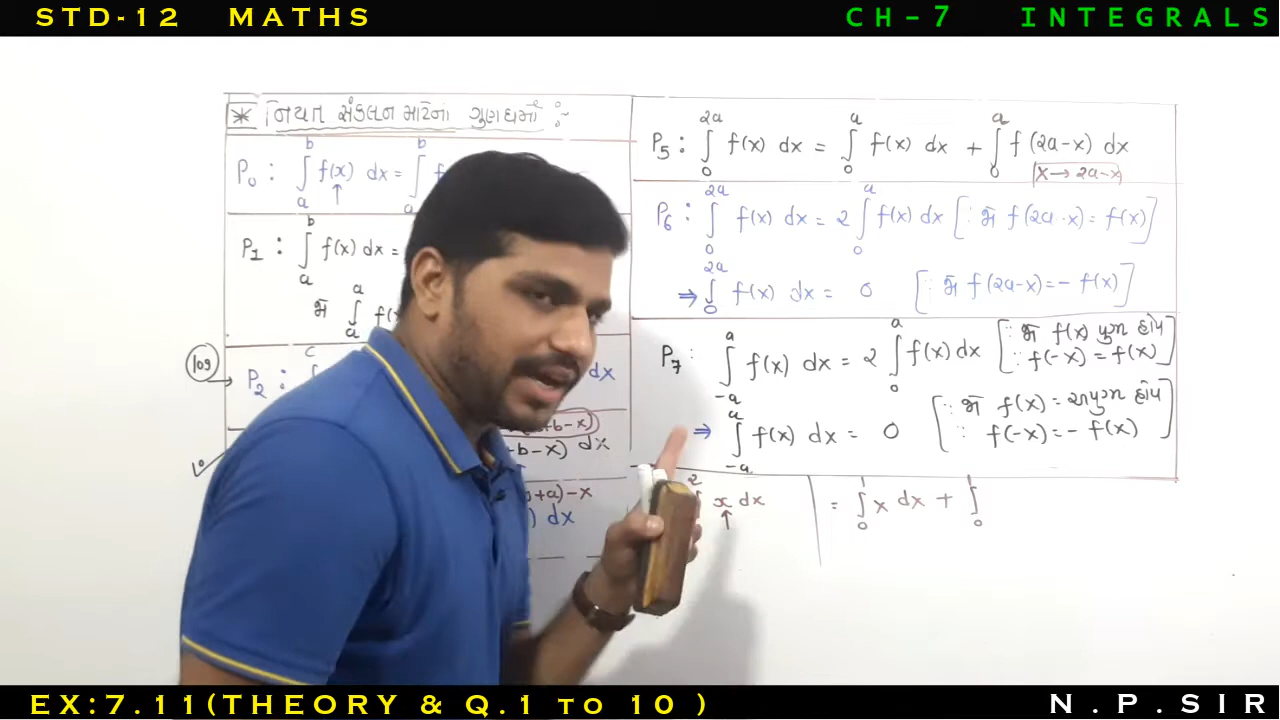 STD-12 MATHS
CH-7 INTEGRALS
* નિયત સંકલન માટેના ગુણધર્મો :-
P₀ : ∫ₐᵇ f(x) dx = ∫ₐᵇ f
P₁ : ∫ₐᵇ f(x) dx =
જો ∫ₐᵃ f(x
109
P₂ :
dx
+b-x)
-b-x) dx
+a)-x
) dx
P₅ : ∫₀²ᵃ f(x) dx = ∫₀ᵃ f(x) dx + ∫₀ᵃ f(2a-x) dx
x → 2a-x
P₆ : ∫₀²ᵃ f(x) dx = 2 ∫₀ᵃ f(x) dx [∵ જો f(2a-x) = f(x)]
⇒ ∫₀²ᵃ f(x) dx = 0 [∵ જો f(2a-x) = - f(x)]
P₇ : ∫₋ₐᵃ f(x) dx = 2 ∫₀ᵃ f(x) dx [∵ જો f(x) યુગ્મ હોય
∵ f(-x) = f(x)]
⇒ ∫₋ₐᵃ f(x) dx = 0 [∵ જો f(x) = અયુગ્મ હોય
∵ f(-x) = - f(x)]
2 x dx = ∫₀¹ x dx + ∫₀¹
EX:7.11(THEORY & Q.1 TO 10 )
N.P.SIR